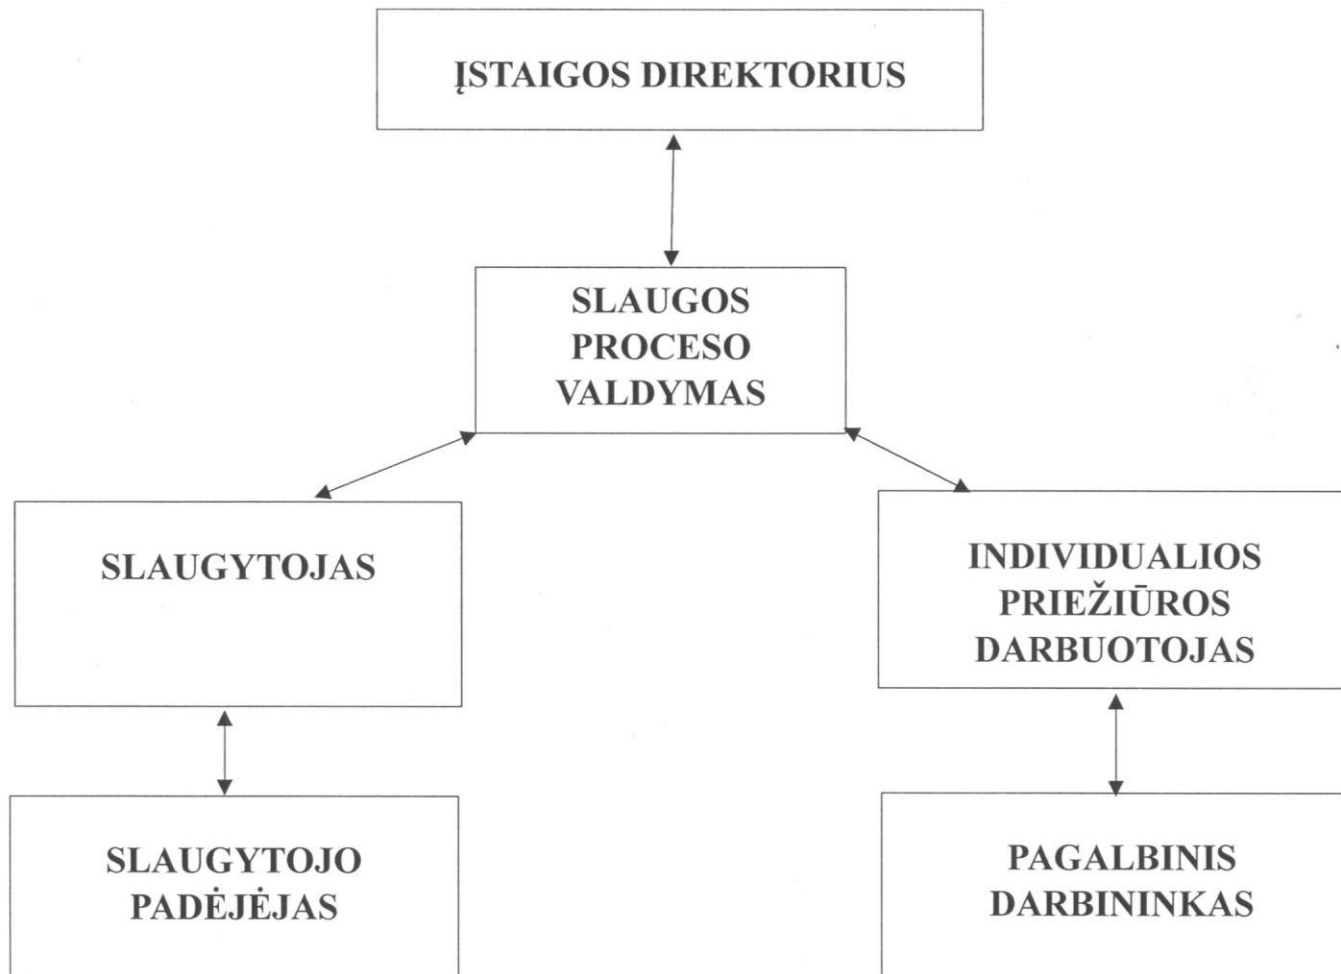 ĮSTAIGOS DIREKTORIUS
SLAUGOS
PROCESO
VALDYMAS
SLAUGYTOJAS
INDIVIDUALIOS
PRIEŽIŪROS
DARBUOTOJAS
SLAUGYTOJO
PADĖJĖJAS
PAGALBINIS
DARBININKAS